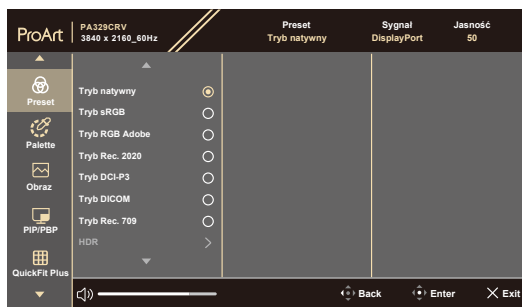 ProArt
PA329CRV
3840 x 2160_60Hz
Preset
Tryb natywny
Sygnał
DisplayPort
Jasność
50
Preset
Palette
Obraz
PIP/PBP
QuickFit Plus
Tryb natywny
Tryb sRGB
Tryb RGB Adobe
Tryb Rec. 2020
Tryb DCI-P3
Tryb DICOM
Tryb Rec. 709
HDR
Back
Enter
Exit